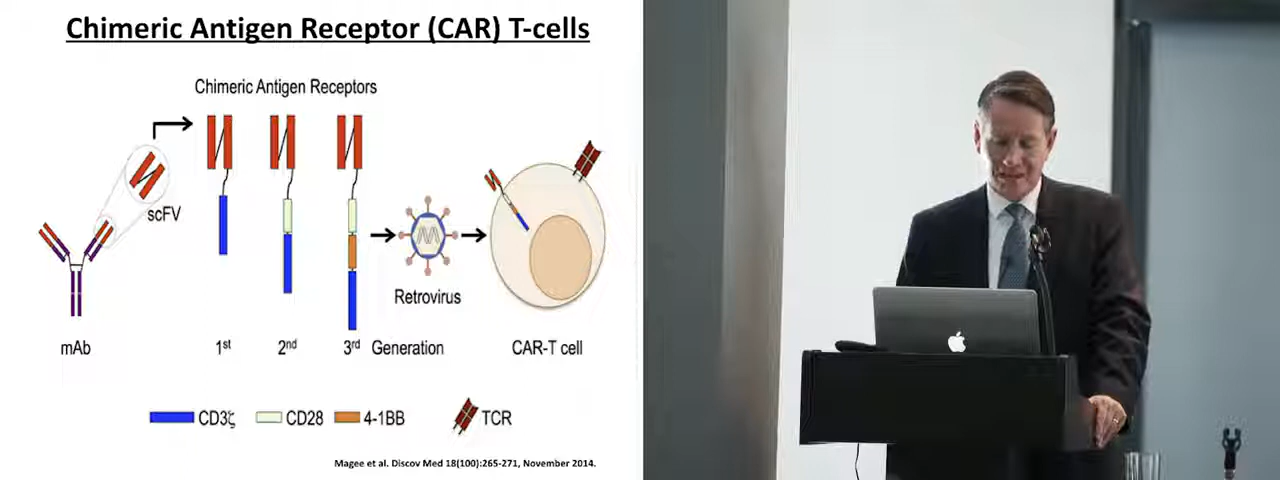 Chimeric Antigen Receptor (CAR) T-cells
Chimeric Antigen Receptors
scFV
Retrovirus
mAb
1st
2nd
3rd Generation
CAR-T cell
CD3ζ
CD28
4-1BB
TCR
Magee et al. Discov Med 18(100):265-271, November 2014.